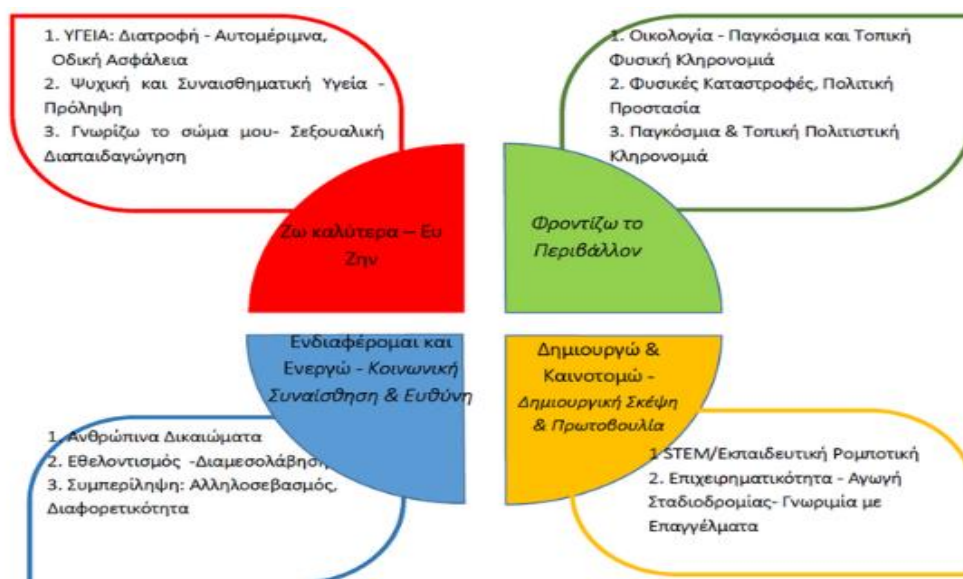 1. ΥΓΕΙΑ: Διατροφή - Αυτομέριμνα,
Οδική Ασφάλεια
2. Ψυχική και Συναισθηματική Υγεία -
Πρόληψη
3. Γνωρίζω το σώμα μου- Σεξουαλική
Διαπαιδαγώγηση
1. Οικολογία - Παγκόσμια και Τοπική
Φυσική Κληρονομιά
2. Φυσικές Καταστροφές, Πολιτική
Προστασία
3. Παγκόσμια & Τοπική Πολιτιστική
Κληρονομιά
Ζω καλύτερα – Ευ
Ζην
Φροντίζω το
Περιβάλλον
Ενδιαφέρομαι και
Ενεργώ - Κοινωνική
Συναίσθηση & Ευθύνη
Δημιουργώ &
Καινοτομώ -
Δημιουργική Σκέψη
& Πρωτοβουλία
1. Ανθρώπινα Δικαιώματα
2. Εθελοντισμός -Διαμεσολάβηση
3. Συμπερίληψη: Αλληλοσεβασμός,
Διαφορετικότητα
1 STEM/Εκπαιδευτική Ρομποτική
2. Επιχειρηματικότητα - Αγωγή
Σταδιοδρομίας- Γνωριμία με
Επαγγέλματα